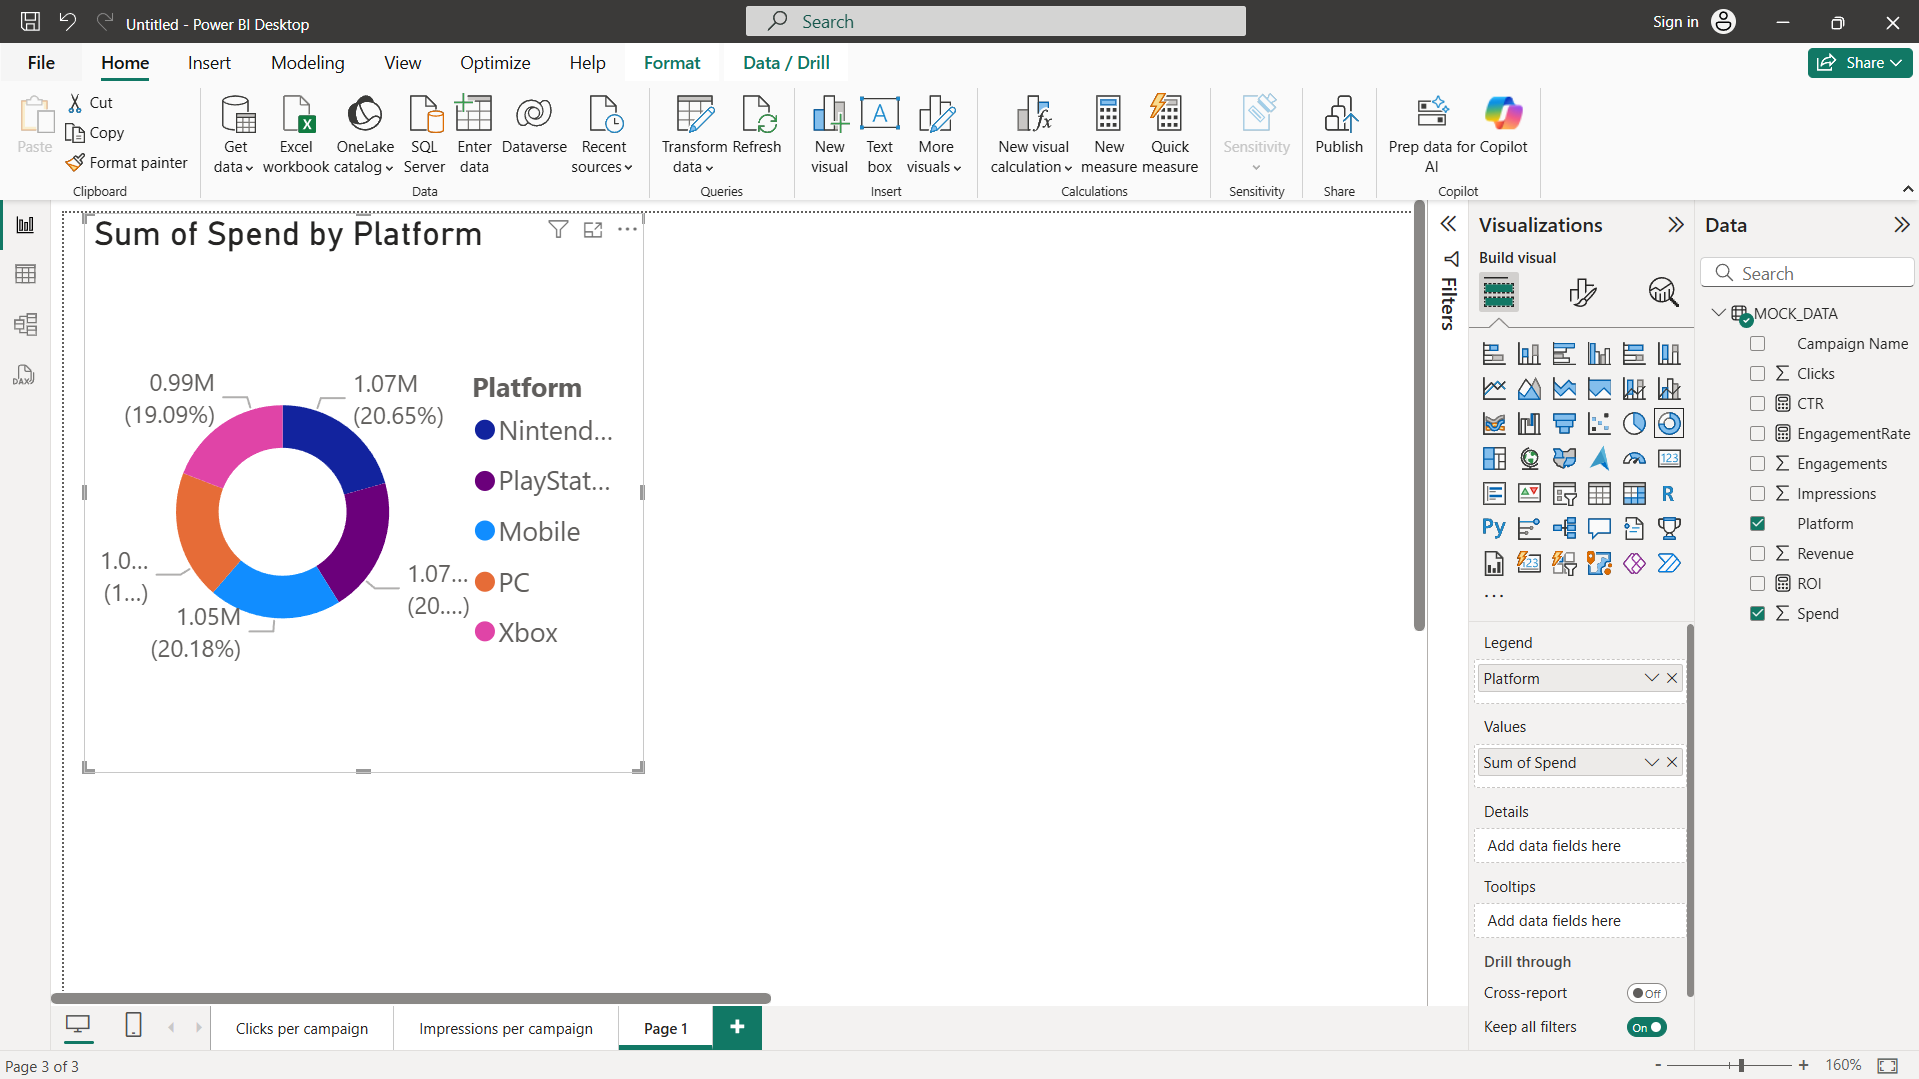 Untitled - Power BI Desktop
Search
Sign in
File
Home
Insert
Modeling
View
Optimize
Help
Format
Data / Drill
Share
Paste
Cut
Copy
Format painter
Clipboard
Get data
Excel workbook
OneLake catalog
SQL Server
Enter data
Dataverse
Recent sources
Data
Transform data
Refresh
Queries
New visual
Text box
More visuals
Insert
New visual calculation
New measure
Quick measure
Calculations
Sensitivity
Sensitivity
Publish
Share
Prep data for AI
Copilot
Copilot
Sum of Spend by Platform
0.99M
(19.09%)
1.07M
(20.65%)
1.0...
(1...)
1.05M
(20.18%)
1.07...
(20....)
Platform
Nintend...
PlayStat...
Mobile
PC
Xbox
Filters
Visualizations
Build visual
123
R
Py
123
...
Legend
Platform
Values
Sum of Spend
Details
Add data fields here
Tooltips
Add data fields here
Drill through
Cross-report
Off
Keep all filters
On
Data
Search
MOCK_DATA
Campaign Name
Clicks
CTR
EngagementRate
Engagements
Impressions
Platform
Revenue
ROI
Spend
Clicks per campaign
Impressions per campaign
Page 1
+
Page 3 of 3
- + 160%